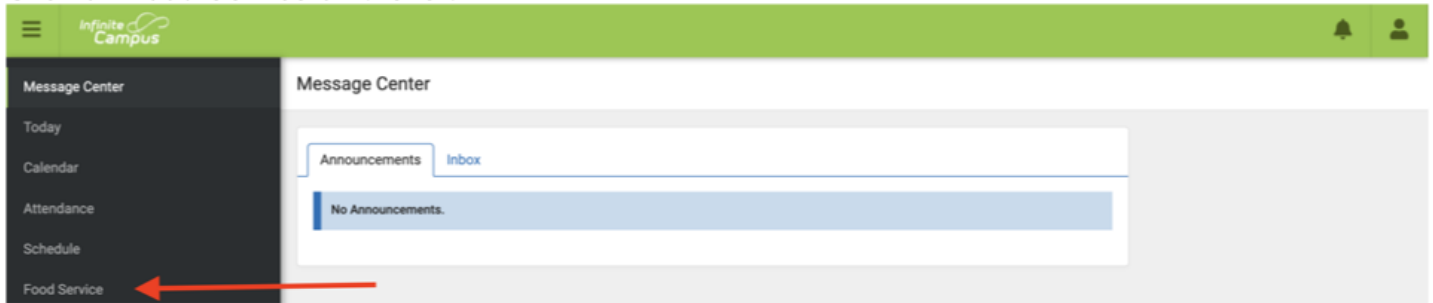 Infinite
Campus
Message Center
Message Center
Today
Calendar
Attendance
Schedule
Food Service
Announcements Inbox
No Announcements.